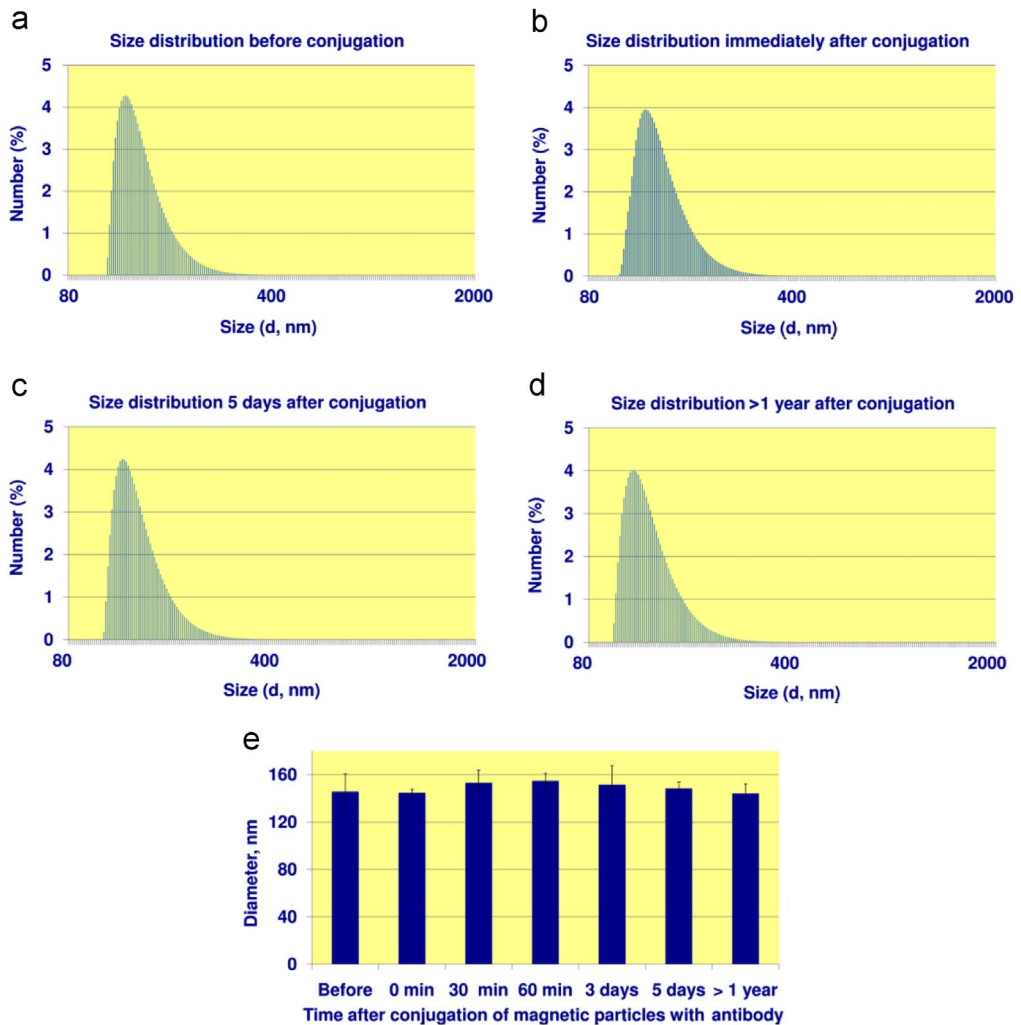 a
Size distribution before conjugation
5
4
3
2
1
0
Number (%)
80 400 2000
Size (d, nm)
b
Size distribution immediately after conjugation
5
4
3
2
1
0
Number (%)
80 400 2000
Size (d, nm)
c
Size distribution 5 days after conjugation
5
4
3
2
1
0
Number (%)
80 400 2000
Size (d, nm)
d
Size distribution >1 year after conjugation
5
4
3
2
1
0
Number (%)
80 400 2000
Size (d, nm)
e
160
120
80
40
0
Diameter, nm
Before 0 min 30 min 60 min 3 days 5 days > 1 year
Time after conjugation of magnetic particles with antibody